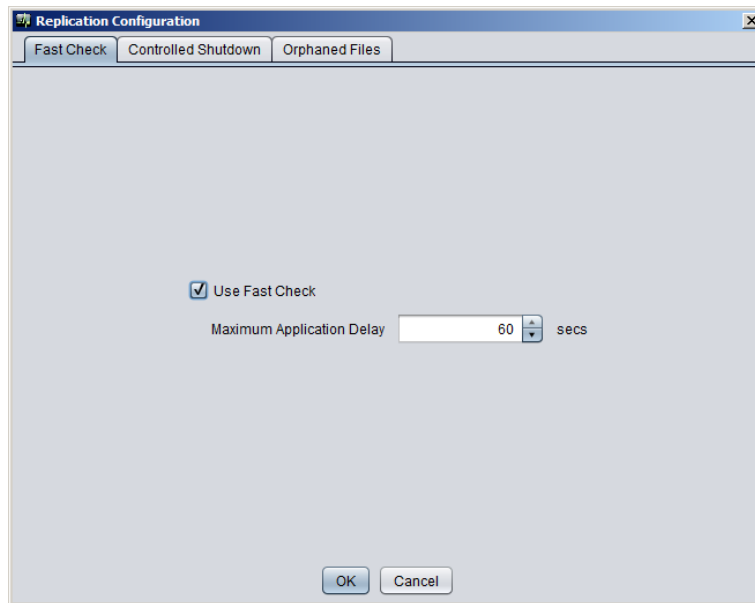 Replication Configuration
Fast Check Controlled Shutdown Orphaned Files
Use Fast Check
Maximum Application Delay 60 secs
OK Cancel